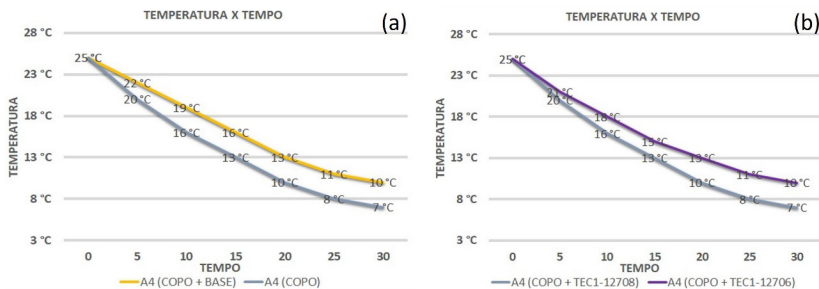 TEMPERATURA X TEMPO
(a)
28 °C
23 °C
18 °C
13 °C
8 °C
3 °C
TEMPERATURA
25 °C
22 °C
19 °C
16 °C
13 °C
11 °C
10 °C
20 °C
16 °C
13 °C
10 °C
8 °C
7 °C
0 5 10 15 20 25 30
TEMPO
A4 (COPO + BASE) A4 (COPO)
TEMPERATURA X TEMPO
(b)
28 °C
23 °C
18 °C
13 °C
8 °C
3 °C
TEMPERATURA
25 °C
21 °C
18 °C
15 °C
13 °C
11 °C
10 °C
20 °C
16 °C
13 °C
10 °C
8 °C
7 °C
0 5 10 15 20 25 30
TEMPO
A4 (COPO + TEC1-12708) A4 (COPO + TEC1-12706)